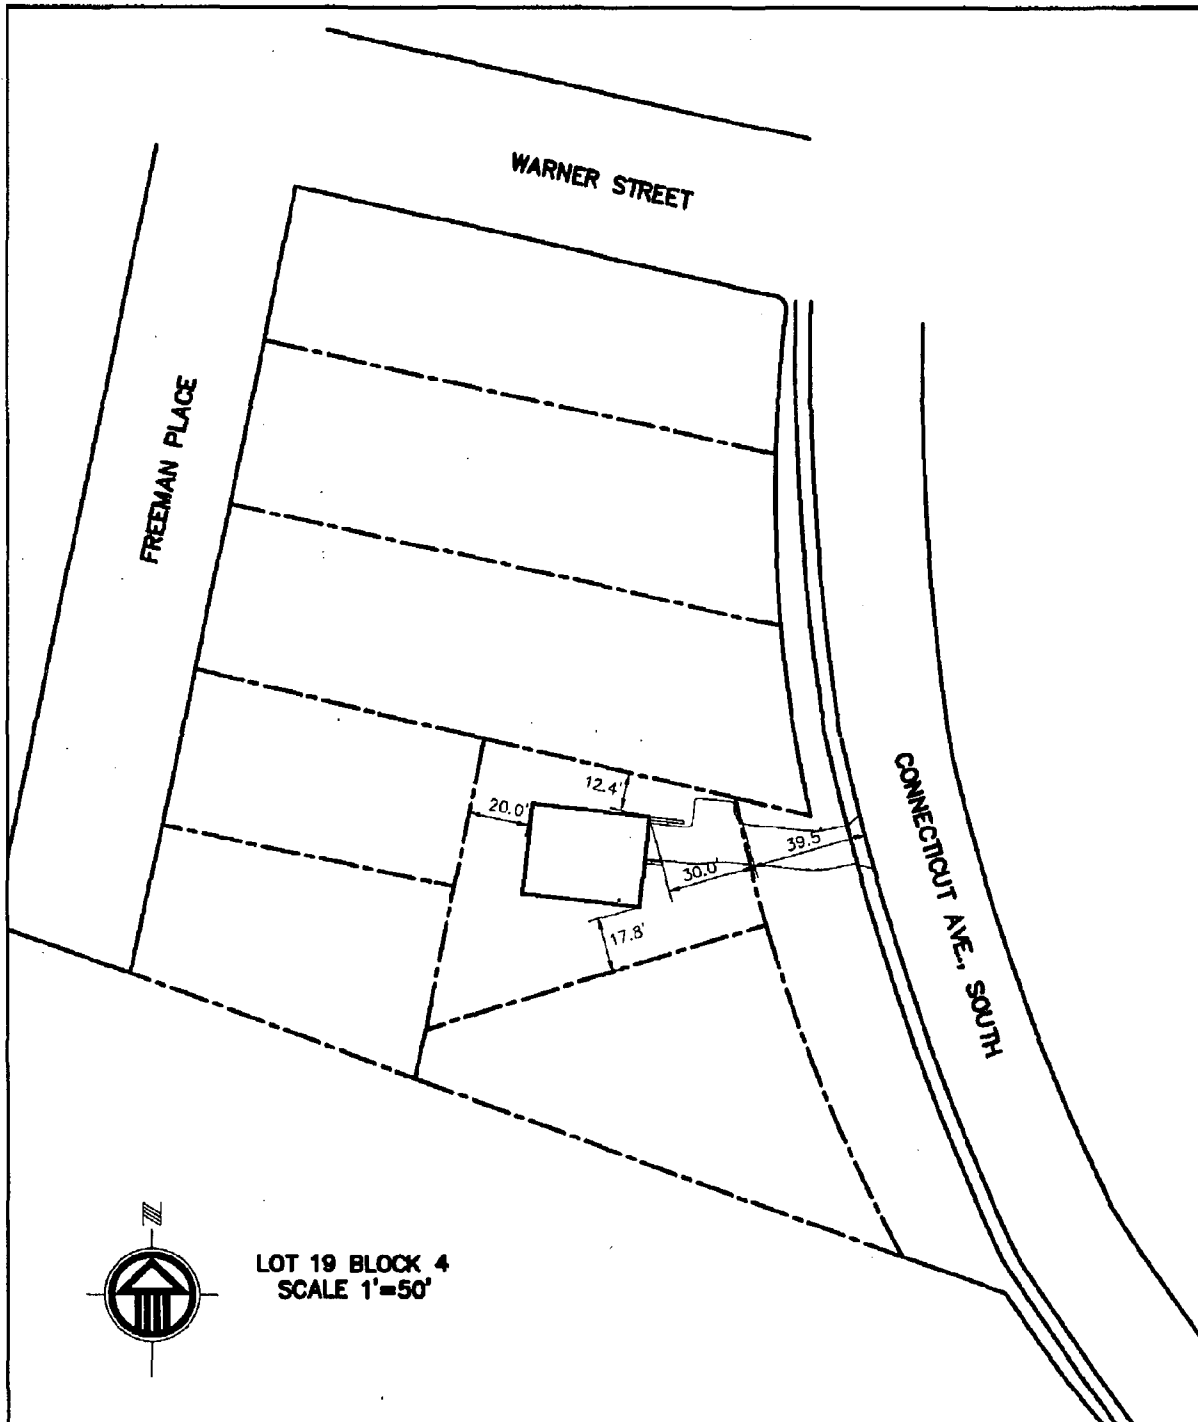 WARNER STREET
FREEMAN PLACE
12.4'
20.0'
39.5'
30.0'
17.8'
CONNECTICUT AVE., SOUTH
N
LOT 19 BLOCK 4
SCALE 1'=50'